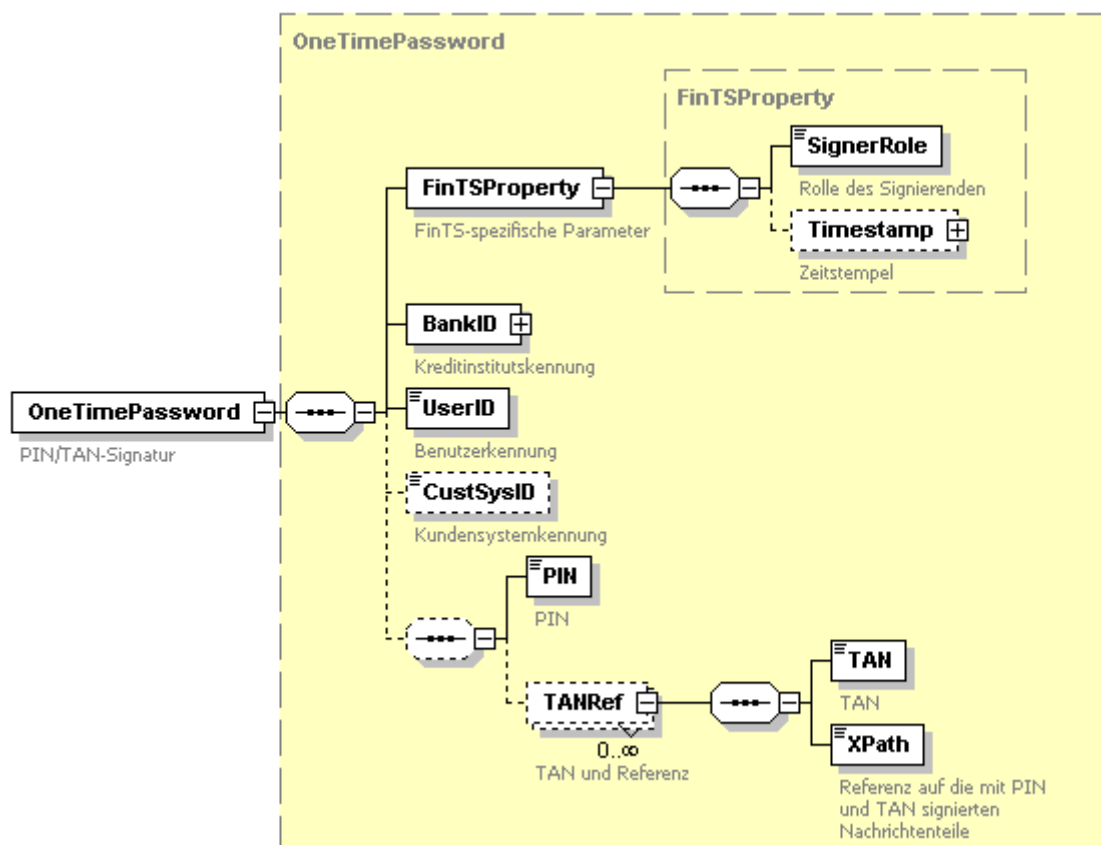 OneTimePassword
FinTSProperty
SignerRole
Rolle des Signierenden
FinTSProperty
FinTS-spezifische Parameter
Timestamp
Zeitstempel
BankID
Kreditinstitutskennung
OneTimePassword
PIN/TAN-Signatur
UserID
Benutzerkennung
CustSysID
Kundensystemkennung
PIN
PIN
TANRef
0..∞
TAN und Referenz
TAN
TAN
XPath
Referenz auf die mit PIN
und TAN signierten
Nachrichtenteile